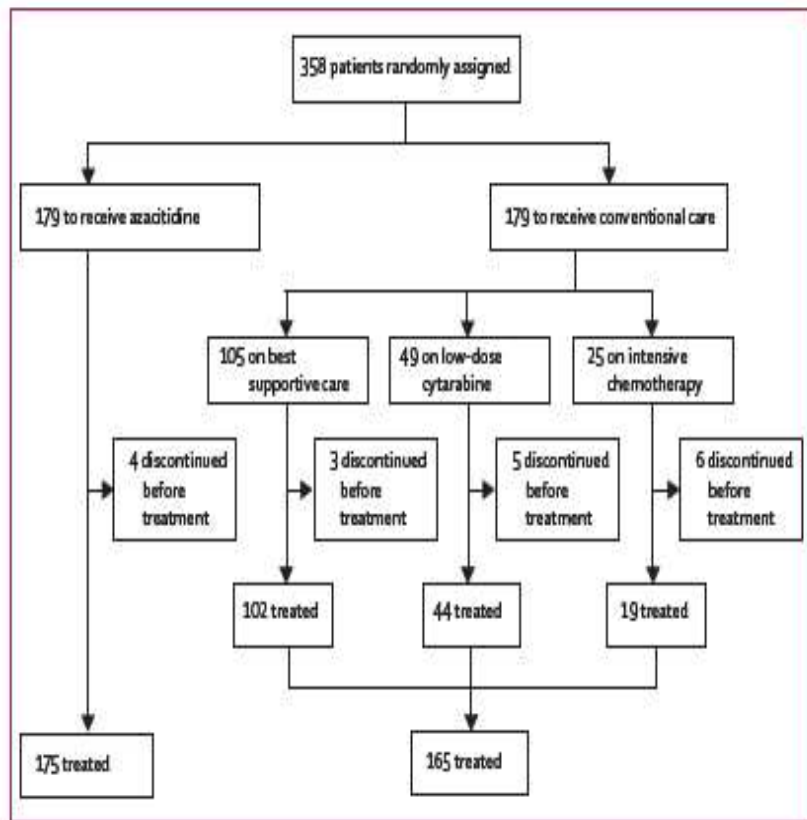 358 patients randomly assigned
179 to receive azacitidine
179 to receive conventional care
105 on best
supportive care
49 on low-dose
cytarabine
25 on intensive
chemotherapy
4 discontinued
before
treatment
3 discontinued
before
treatment
5 discontinued
before
treatment
6 discontinued
before
treatment
102 treated
44 treated
19 treated
175 treated
165 treated